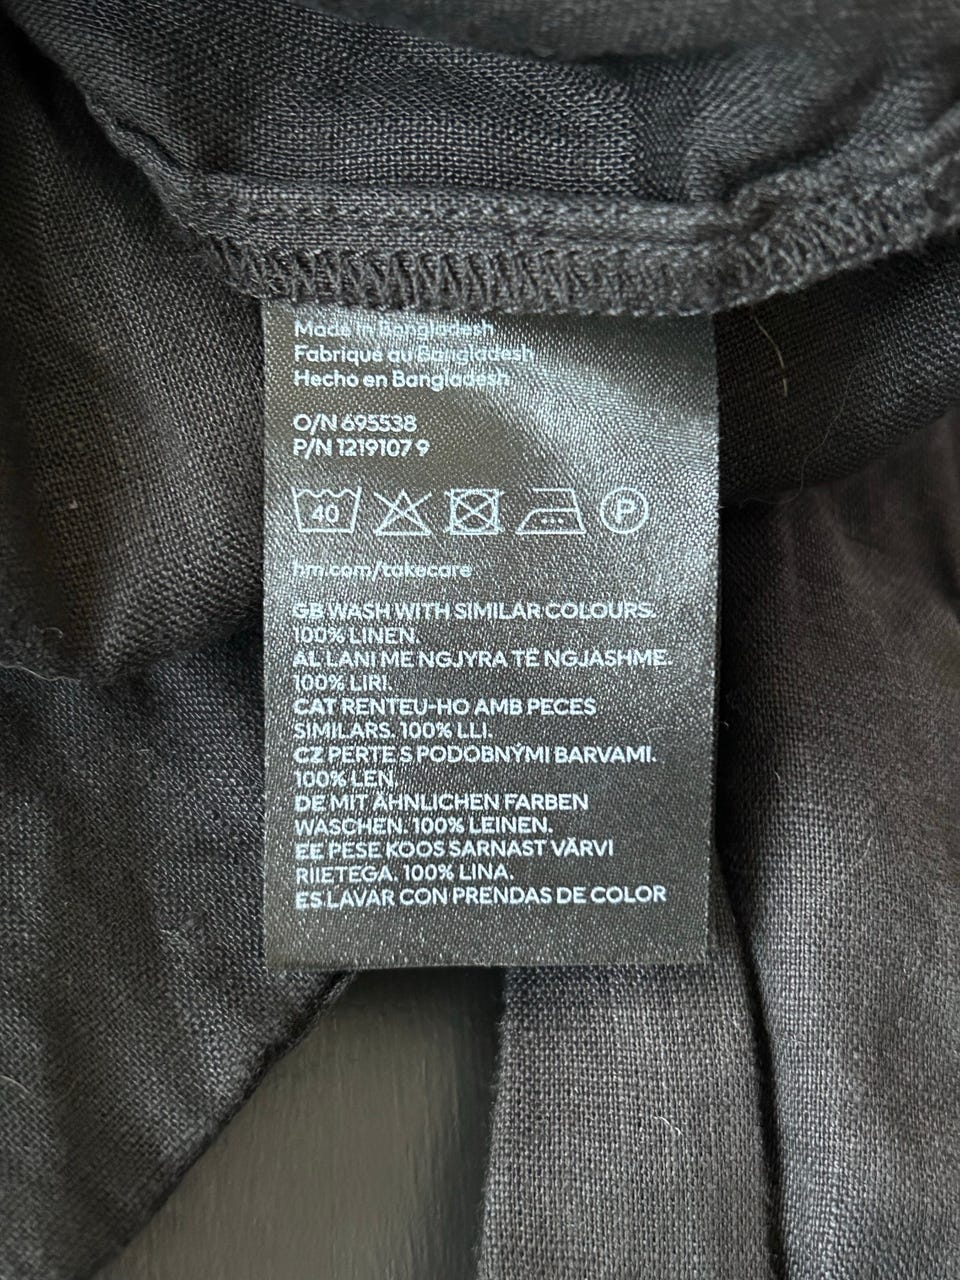 Made in Bangladesh
Fabriqué au Bangladesh
Hecho en Bangladesh
O/N 695538
P/N 1219107 9
40 P
hm.com/takecare
GB WASH WITH SIMILAR COLOURS.
100% LINEN.
AL LANI ME NGJYRA TË NGJASHME.
100% LIRI.
CAT RENTEU-HO AMB PECES
SIMILARS. 100% LLI.
CZ PERTE S PODOBNÝMI BARVAMI.
100% LEN.
DE MIT ÄHNLICHEN FARBEN
WASCHEN. 100% LEINEN.
EE PESE KOOS SARNAST VÄRVI
RIIETEGA. 100% LINA.
ES LAVAR CON PRENDAS DE COLOR